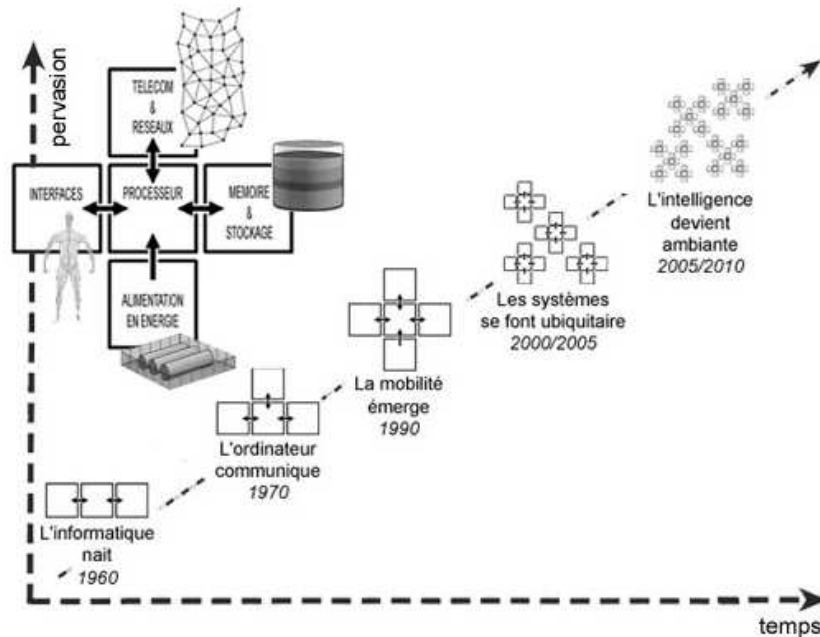 pervasion
TELECOM
&
RESEAUX
INTERFACES
PROCESSEUR
MEMOIRE
&
STOCKAGE
ALIMENTATION
EN ENERGIE
L'informatique
nait
1960
L'ordinateur
communique
1970
La mobilité
émerge
1990
Les systèmes
se font ubiquitaire
2000/2005
L'intelligence
devient
ambiante
2005/2010
temps